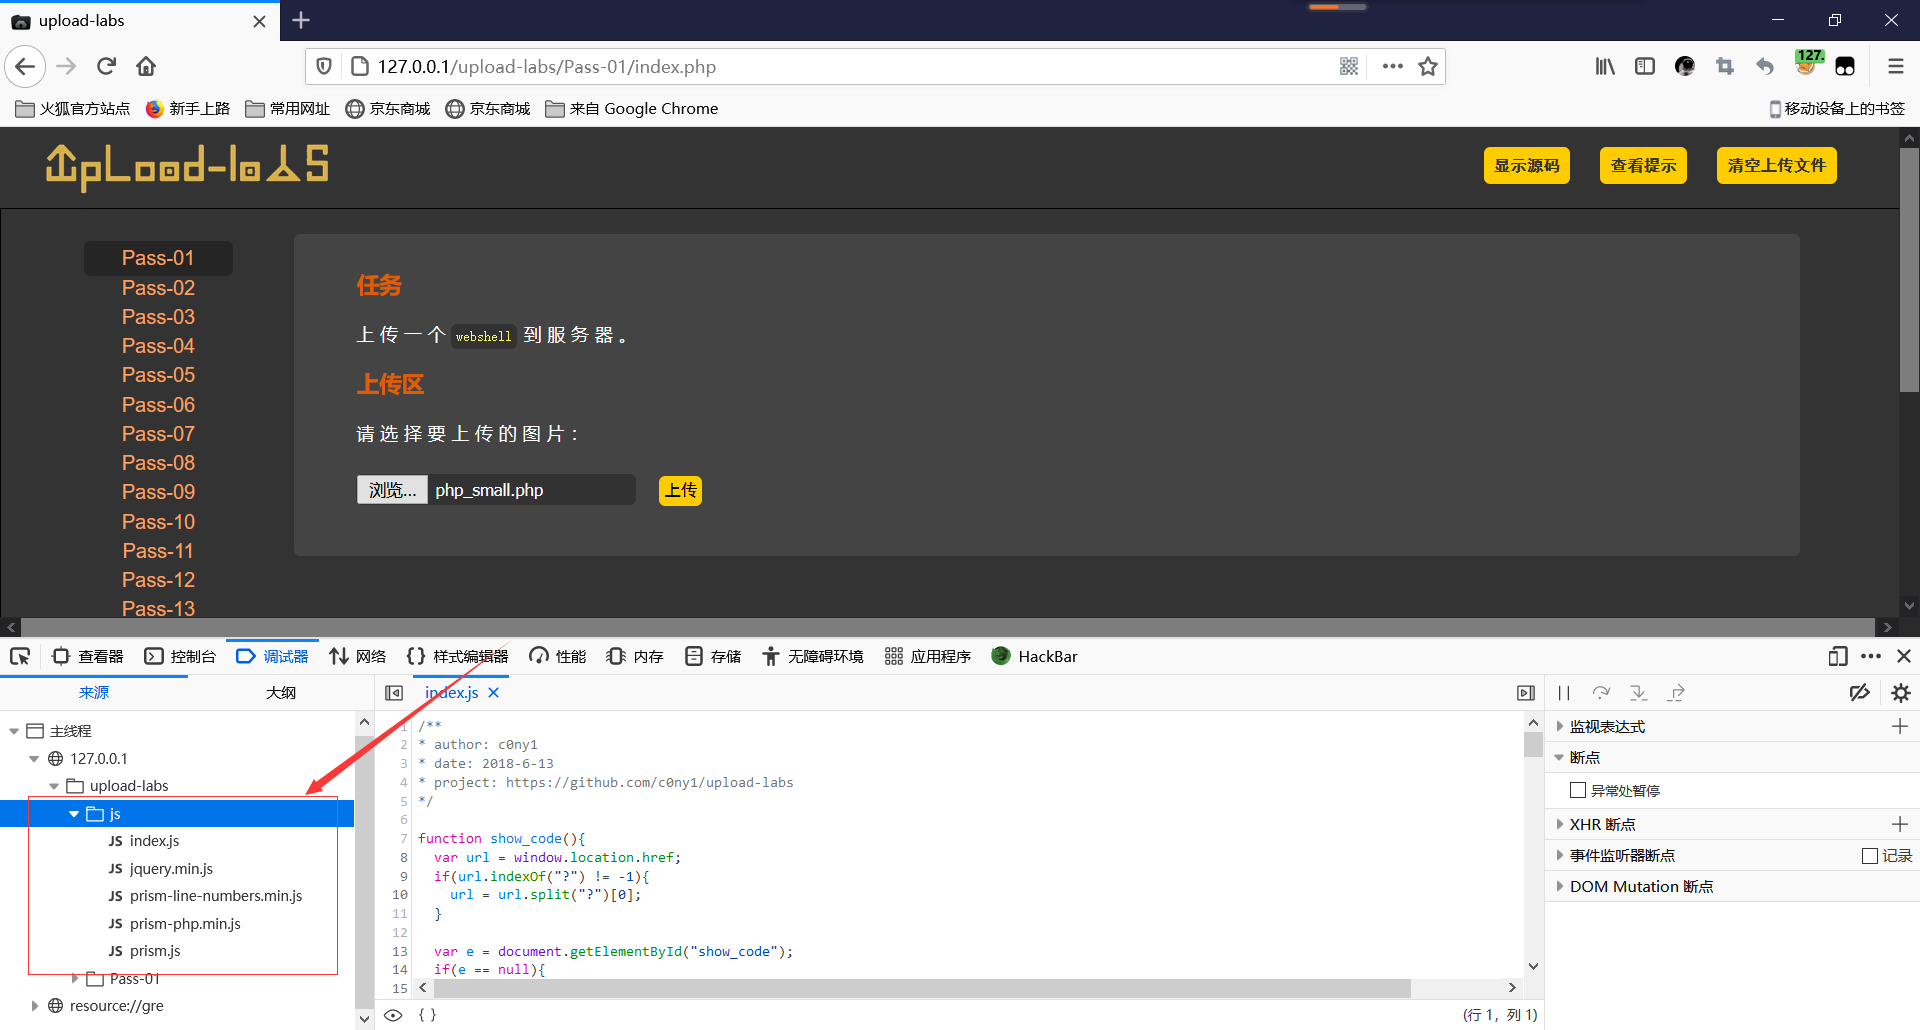 upload-labs
127.0.0.1/upload-labs/Pass-01/index.php
127.
火狐官方站点 新手上路 常用网址 京东商城 京东商城 来自 Google Chrome 移动设备上的书签
UpLoad-labS 显示源码 查看提示 清空上传文件
Pass-01
Pass-02
Pass-03
Pass-04
Pass-05
Pass-06
Pass-07
Pass-08
Pass-09
Pass-10
Pass-11
Pass-12
Pass-13
任务
上传一个 webshell 到服务器。
上传区
请选择要上传的图片：
浏览... php_small.php 上传
查看器 控制台 调试器 网络 样式编辑器 性能 内存 存储 无障碍环境 应用程序 HackBar
来源 大纲
主线程
127.0.0.1
upload-labs
js
JS index.js
JS jquery.min.js
JS prism-line-numbers.min.js
JS prism-php.min.js
JS prism.js
Pass-01
resource://gre
index.js
1 /**
2 * author: c0ny1
3 * date: 2018-6-13
4 * project: https://github.com/c0ny1/upload-labs
5 */
6
7 function show_code(){
8 var url = window.location.href;
9 if(url.indexOf("?") != -1){
10 url = url.split("?")[0];
11 }
12
13 var e = document.getElementById("show_code");
14 if(e == null){
15
{ } (行 1，列 1)
监视表达式
断点
异常处暂停
XHR 断点
事件监听器断点 记录
DOM Mutation 断点